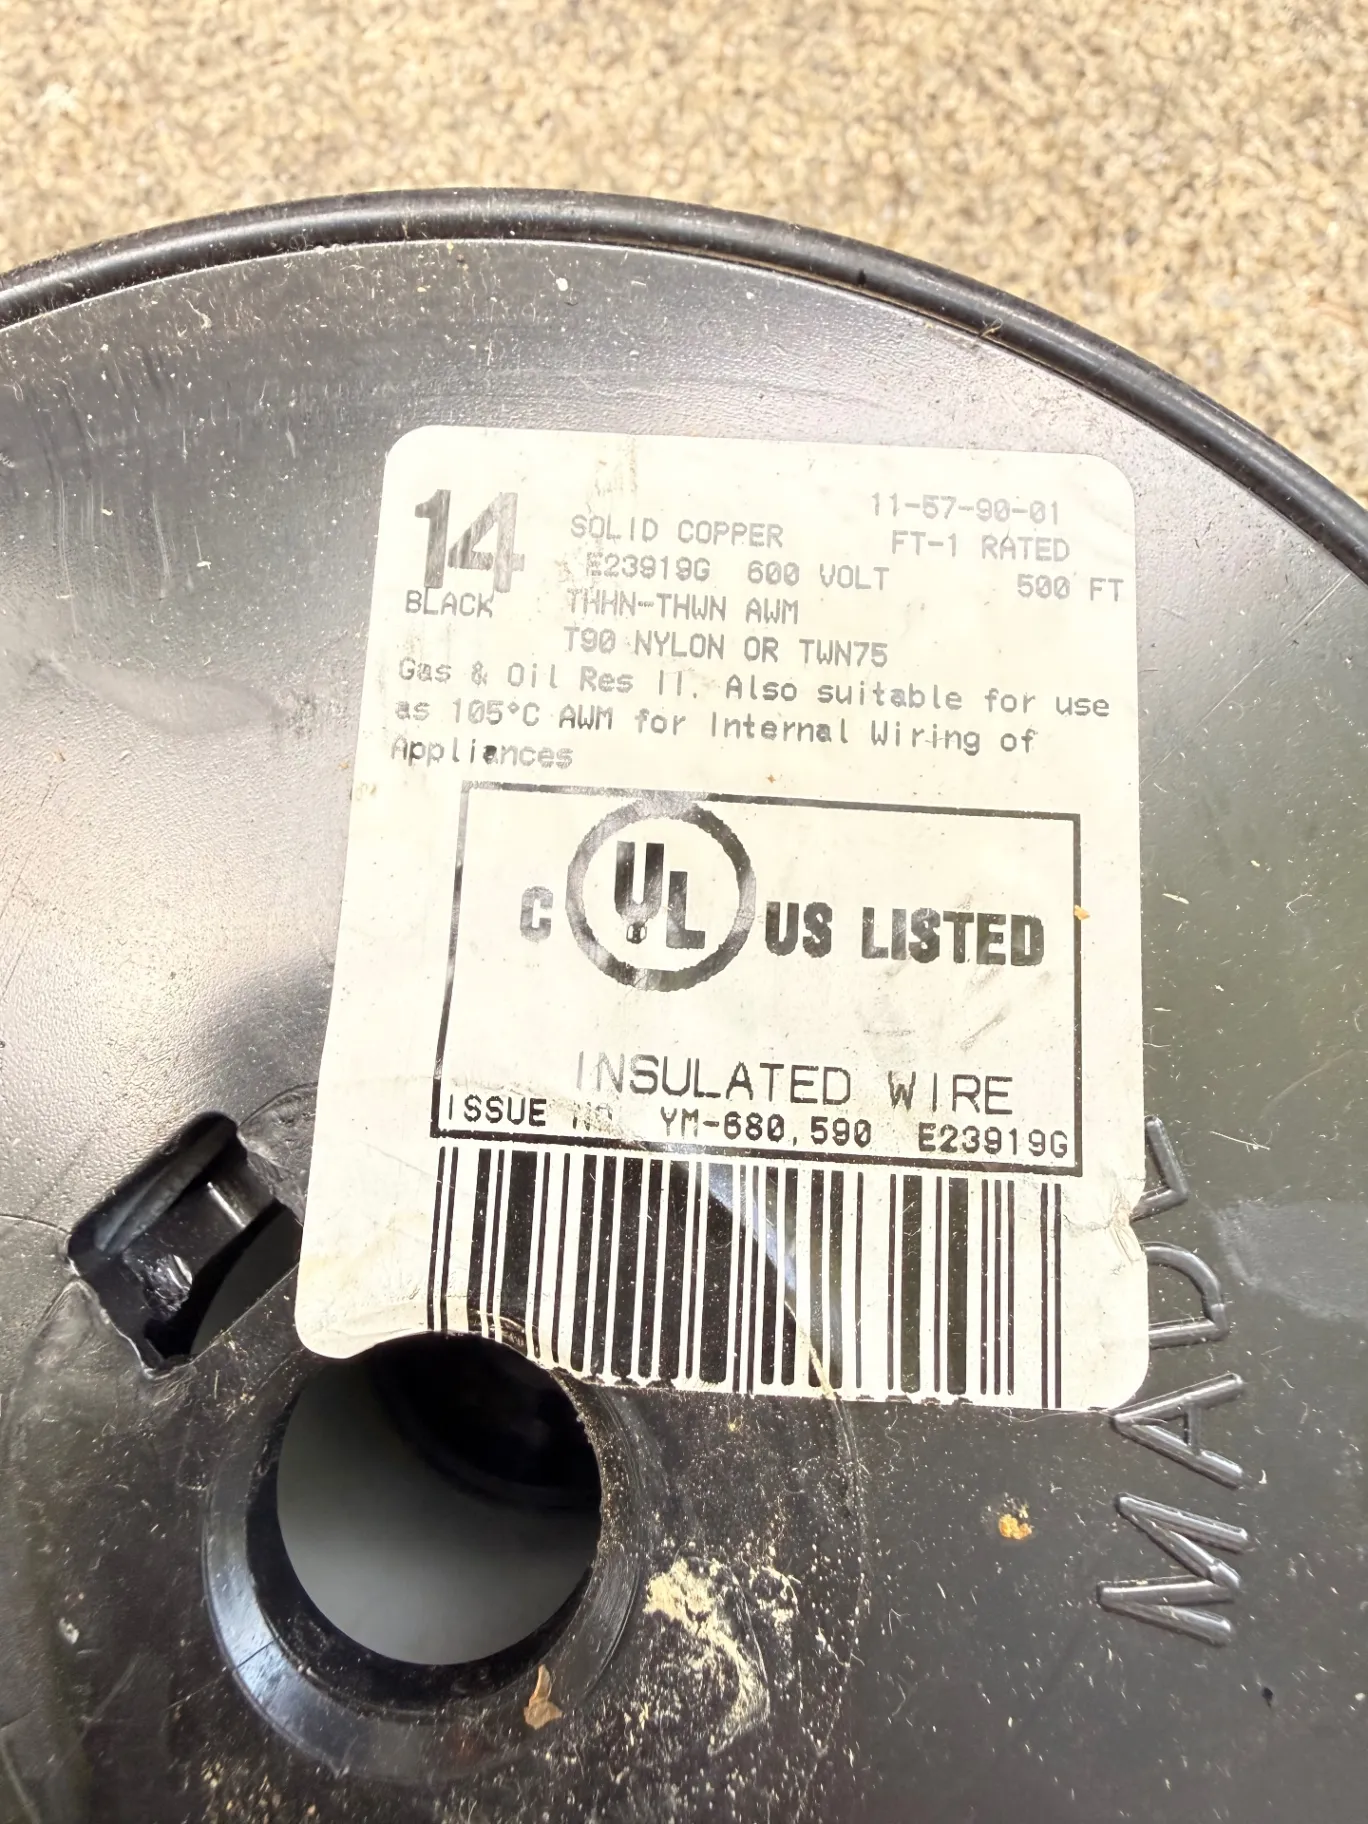 14
BLACK
SOLID COPPER
11-57-90-01
FT-1 RATED
E23919G 600 VOLT
500 FT
THHN-THWN AWM
T90 NYLON OR TWN75
Gas & Oil Res II. Also suitable for use
as 105°C AWM for Internal Wiring of
Appliances
C UL US LISTED
®
INSULATED WIRE
ISSUE NO YM-680,590 E23919G
MAD